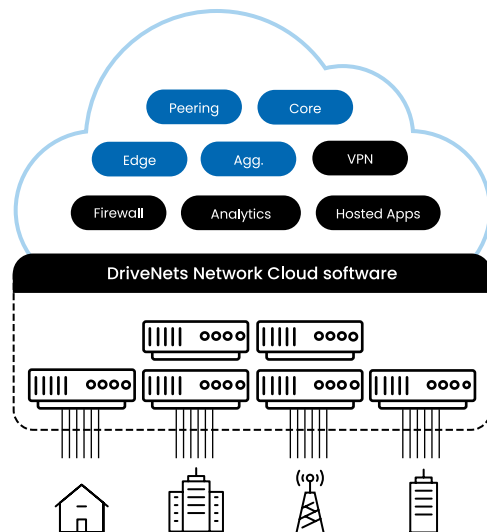 Peering
Core
Edge
Agg.
VPN
Firewall
Analytics
Hosted Apps
DriveNets Network Cloud software